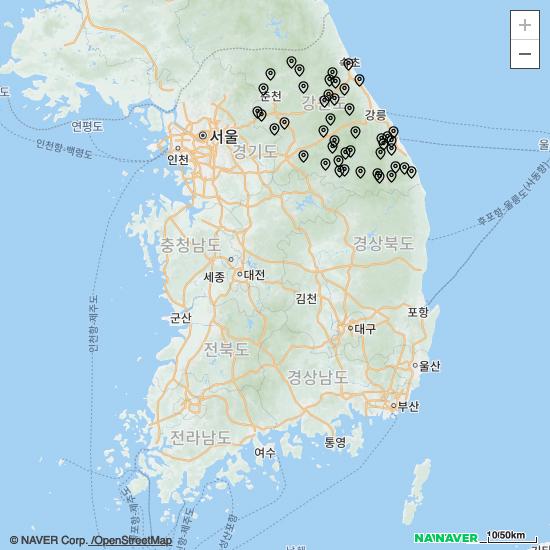 +
−
속초
춘천
강원도
강릉
연평도
인천항-백령도
서울
경기도
인천
울
후포항-울릉도(사동항)
충청남도
경상북도
세종
대전
인천항-제주도
김천
군산
포항
전북도
대구
경상남도
울산
부산
전라남도
여수
통영
목포항-제주도
© NAVER Corp. /OpenStreetMap
NAVER
10/50km